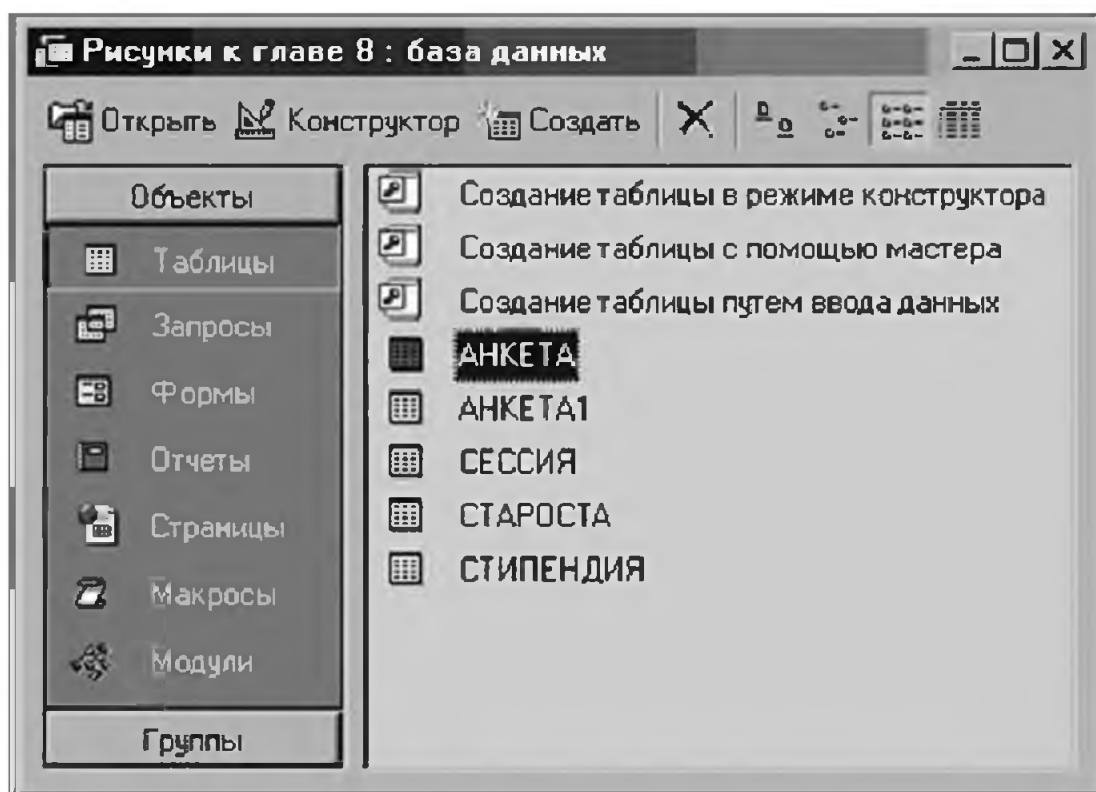 Рисунки к главе 8 : база данных
Открыть Конструктор Создать
Объекты
Таблицы
Запросы
Формы
Отчеты
Страницы
Макросы
Модули
Группы
Создание таблицы в режиме конструктора
Создание таблицы с помощью мастера
Создание таблицы путем ввода данных
АНКЕТА
АНКЕТА1
СЕССИЯ
СТАРОСТА
СТИПЕНДИЯ